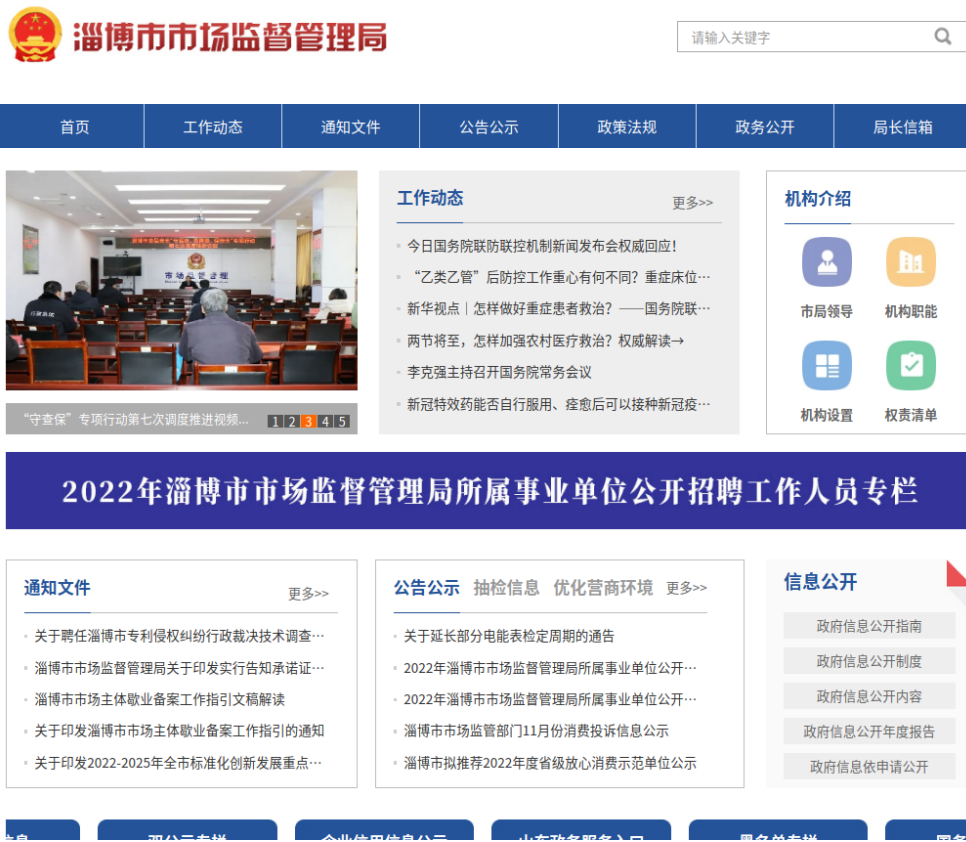 淄博市市场监督管理局
请输入关键字
首页
工作动态
通知文件
公告公示
政策法规
政务公开
局长信箱
市场监督管理
“守查保”专项行动第七次调度推进视频...
1 2 3 4 5
工作动态
更多>>
今日国务院联防联控机制新闻发布会权威回应！
“乙类乙管”后防控工作重心有何不同？重症床位…
新华视点｜怎样做好重症患者救治？——国务院联…
两节将至，怎样加强农村医疗救治？权威解读→
李克强主持召开国务院常务会议
新冠特效药能否自行服用、痊愈后可以接种新冠疫…
机构介绍
市局领导 机构职能
机构设置 权责清单
2022年淄博市市场监督管理局所属事业单位公开招聘工作人员专栏
通知文件
更多>>
关于聘任淄博市专利侵权纠纷行政裁决技术调查…
淄博市市场监督管理局关于印发实行告知承诺证…
淄博市市场主体歇业备案工作指引文稿解读
关于印发淄博市市场主体歇业备案工作指引的通知
关于印发2022-2025年全市标准化创新发展重点…
公告公示 抽检信息 优化营商环境 更多>>
关于延长部分电能表检定周期的通告
2022年淄博市市场监督管理局所属事业单位公开…
2022年淄博市市场监督管理局所属事业单位公开…
淄博市市场监管部门11月份消费投诉信息公示
淄博市拟推荐2022年度省级放心消费示范单位公示
信息公开
政府信息公开指南
政府信息公开制度
政府信息公开内容
政府信息公开年度报告
政府信息依申请公开